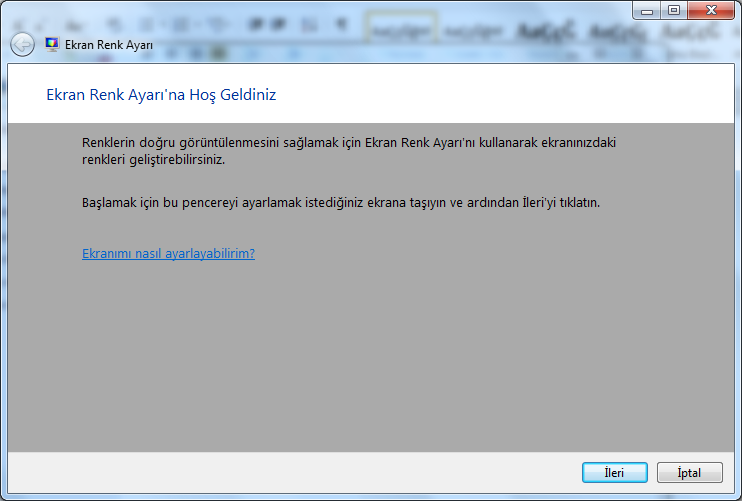 Ekran Renk Ayarı
Ekran Renk Ayarı'na Hoş Geldiniz
Renklerin doğru görüntülenmesini sağlamak için Ekran Renk Ayarı'nı kullanarak ekranınızdaki
renkleri geliştirebilirsiniz.
Başlamak için bu pencereyi ayarlamak istediğiniz ekrana taşıyın ve ardından İleri'yi tıklatın.
Ekranımı nasıl ayarlayabilirim?
İleri
İptal